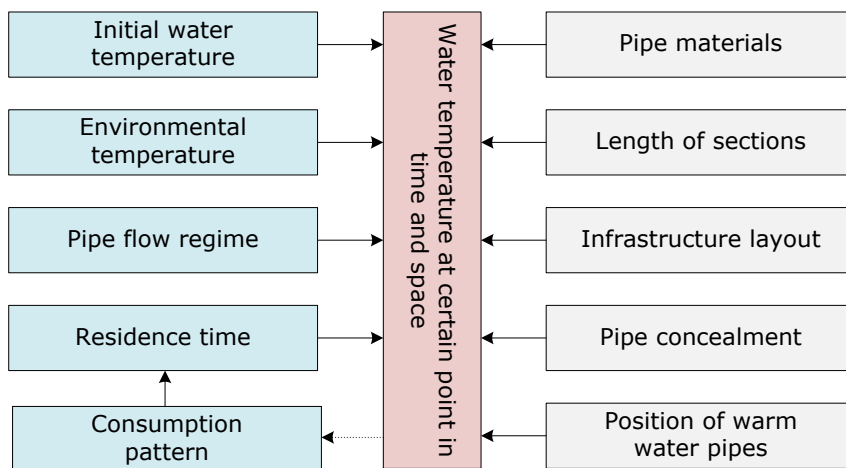 Initial water
temperature
Environmental
temperature
Pipe flow regime
Residence time
Consumption
pattern
Water temperature at certain point in
time and space
Pipe materials
Length of sections
Infrastructure layout
Pipe concealment
Position of warm
water pipes